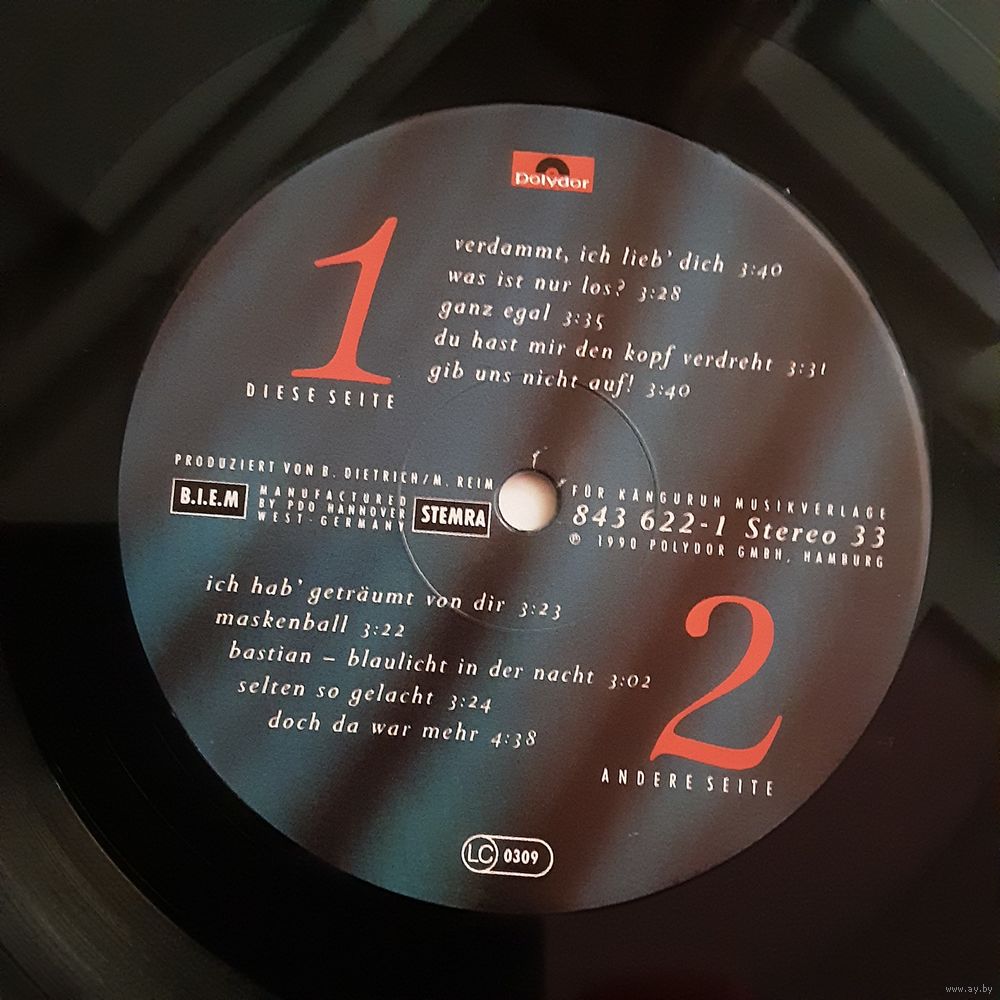 polydor
1
DIESE SEITE
verdammt, ich lieb' dich 3:40
was ist nur los? 3:28
ganz egal 3:35
du hast mir den kopf verdreht 3:31
gib uns nicht auf! 3:40
PRODUZIERT VON B. DIETRICH/M. REIM
B.I.E.M
MANUFACTURED
BY PDO HANNOVER
WEST-GERMANY
STEMRA
FÜR KÄNGURUH MUSIKVERLAGE
843 622-1 Stereo 33
℗ 1990 POLYDOR GMBH, HAMBURG
ich hab' geträumt von dir 3:23
maskenball 3:22
bastian – blaulicht in der nacht 3:02
selten so gelacht 3:24
doch da war mehr 4:38
2
ANDERE SEITE
LC 0309
www.ay.by